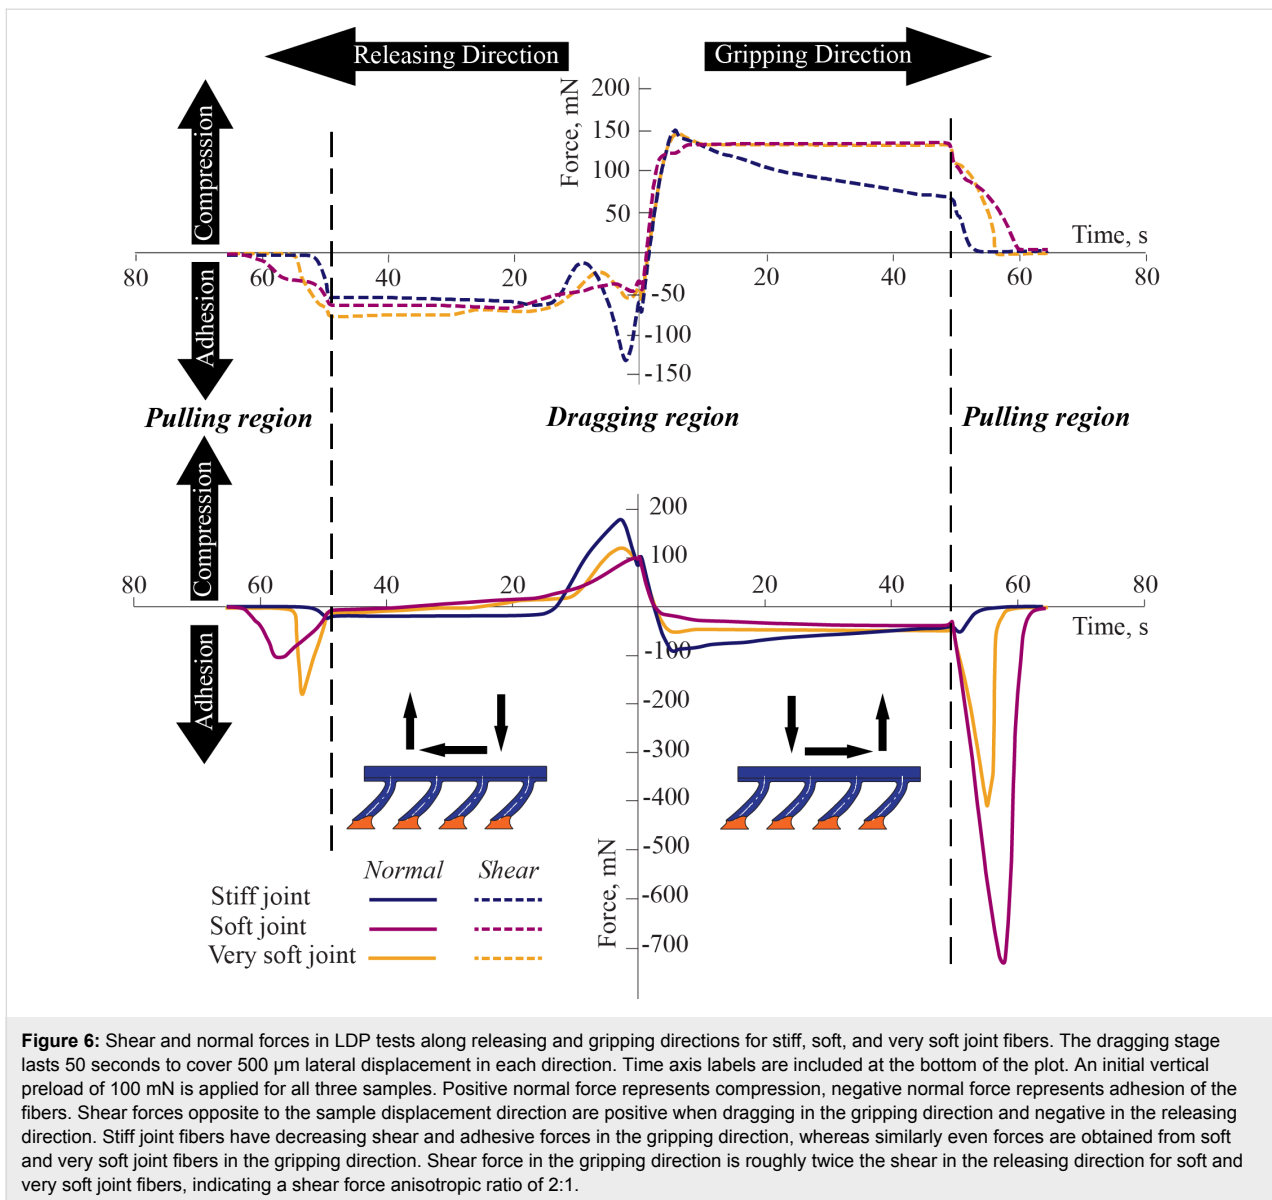 Releasing Direction
Gripping Direction
Compression
Adhesion
Force, mN
200
150
100
50
Time, s
80
60
40
20
20
40
60
80
-50
-100
-150
Pulling region
Dragging region
Pulling region
Compression
Adhesion
200
100
80
60
40
20
20
40
60
80
Time, s
-100
-200
-300
-400
-500
-600
-700
Force, mN
Normal
Shear
Stiff joint
Soft joint
Very soft joint
Figure 6: Shear and normal forces in LDP tests along releasing and gripping directions for stiff, soft, and very soft joint fibers. The dragging stage
lasts 50 seconds to cover 500 µm lateral displacement in each direction. Time axis labels are included at the bottom of the plot. An initial vertical
preload of 100 mN is applied for all three samples. Positive normal force represents compression, negative normal force represents adhesion of the
fibers. Shear forces opposite to the sample displacement direction are positive when dragging in the gripping direction and negative in the releasing
direction. Stiff joint fibers have decreasing shear and adhesive forces in the gripping direction, whereas similarly even forces are obtained from soft
and very soft joint fibers in the gripping direction. Shear force in the gripping direction is roughly twice the shear in the releasing direction for soft and
very soft joint fibers, indicating a shear force anisotropic ratio of 2:1.